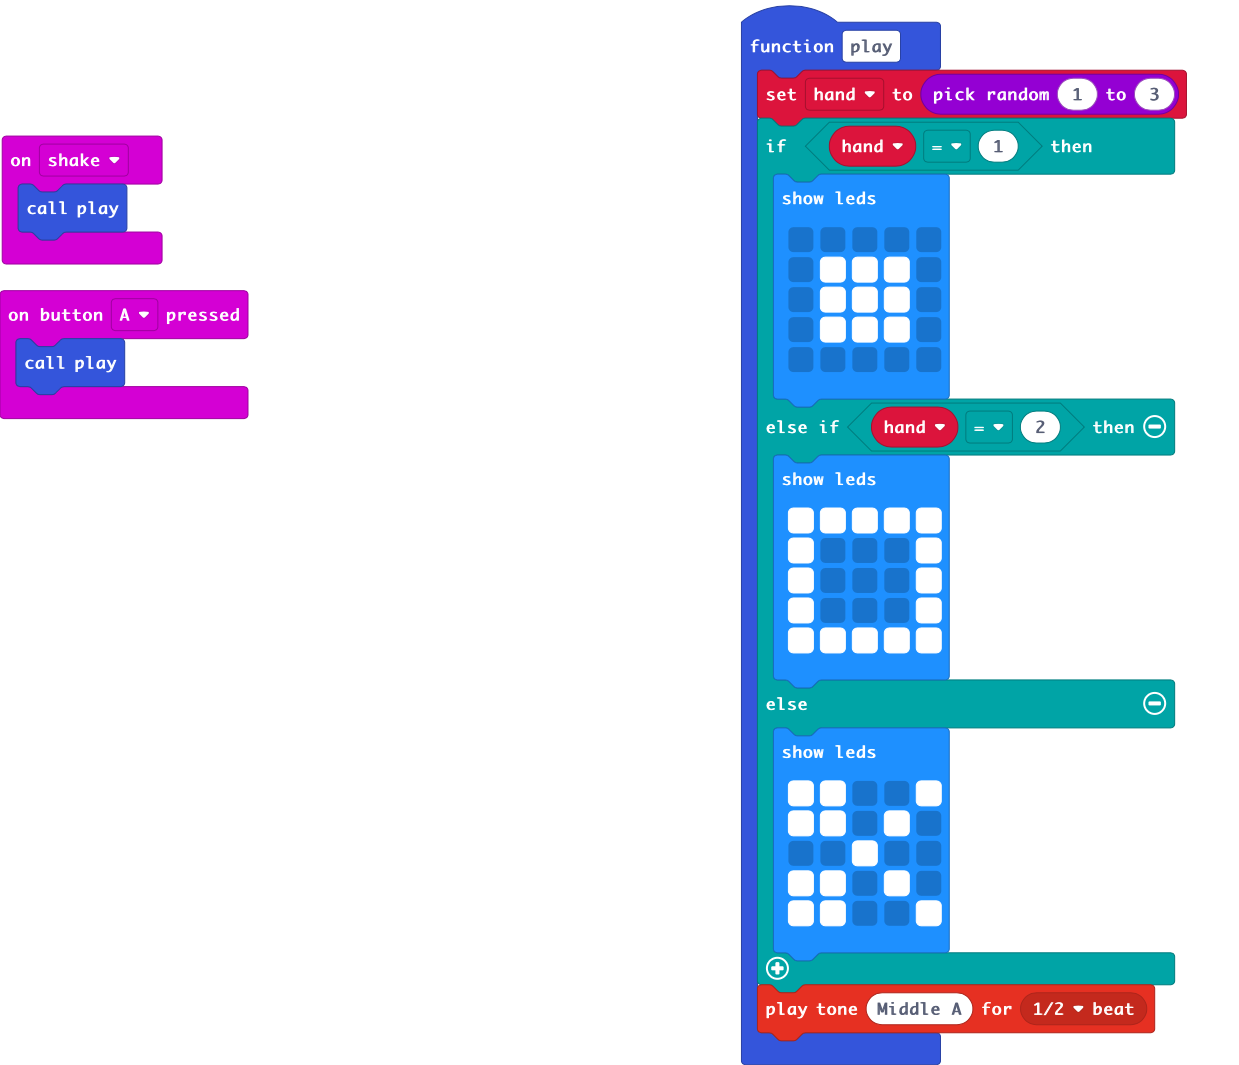 on shake
call play
on button A pressed
call play
function play
set hand to pick random 1 to 3
if hand = 1 then
show leds
else if hand = 2 then
show leds
else
show leds
play tone Middle A for 1/2 beat